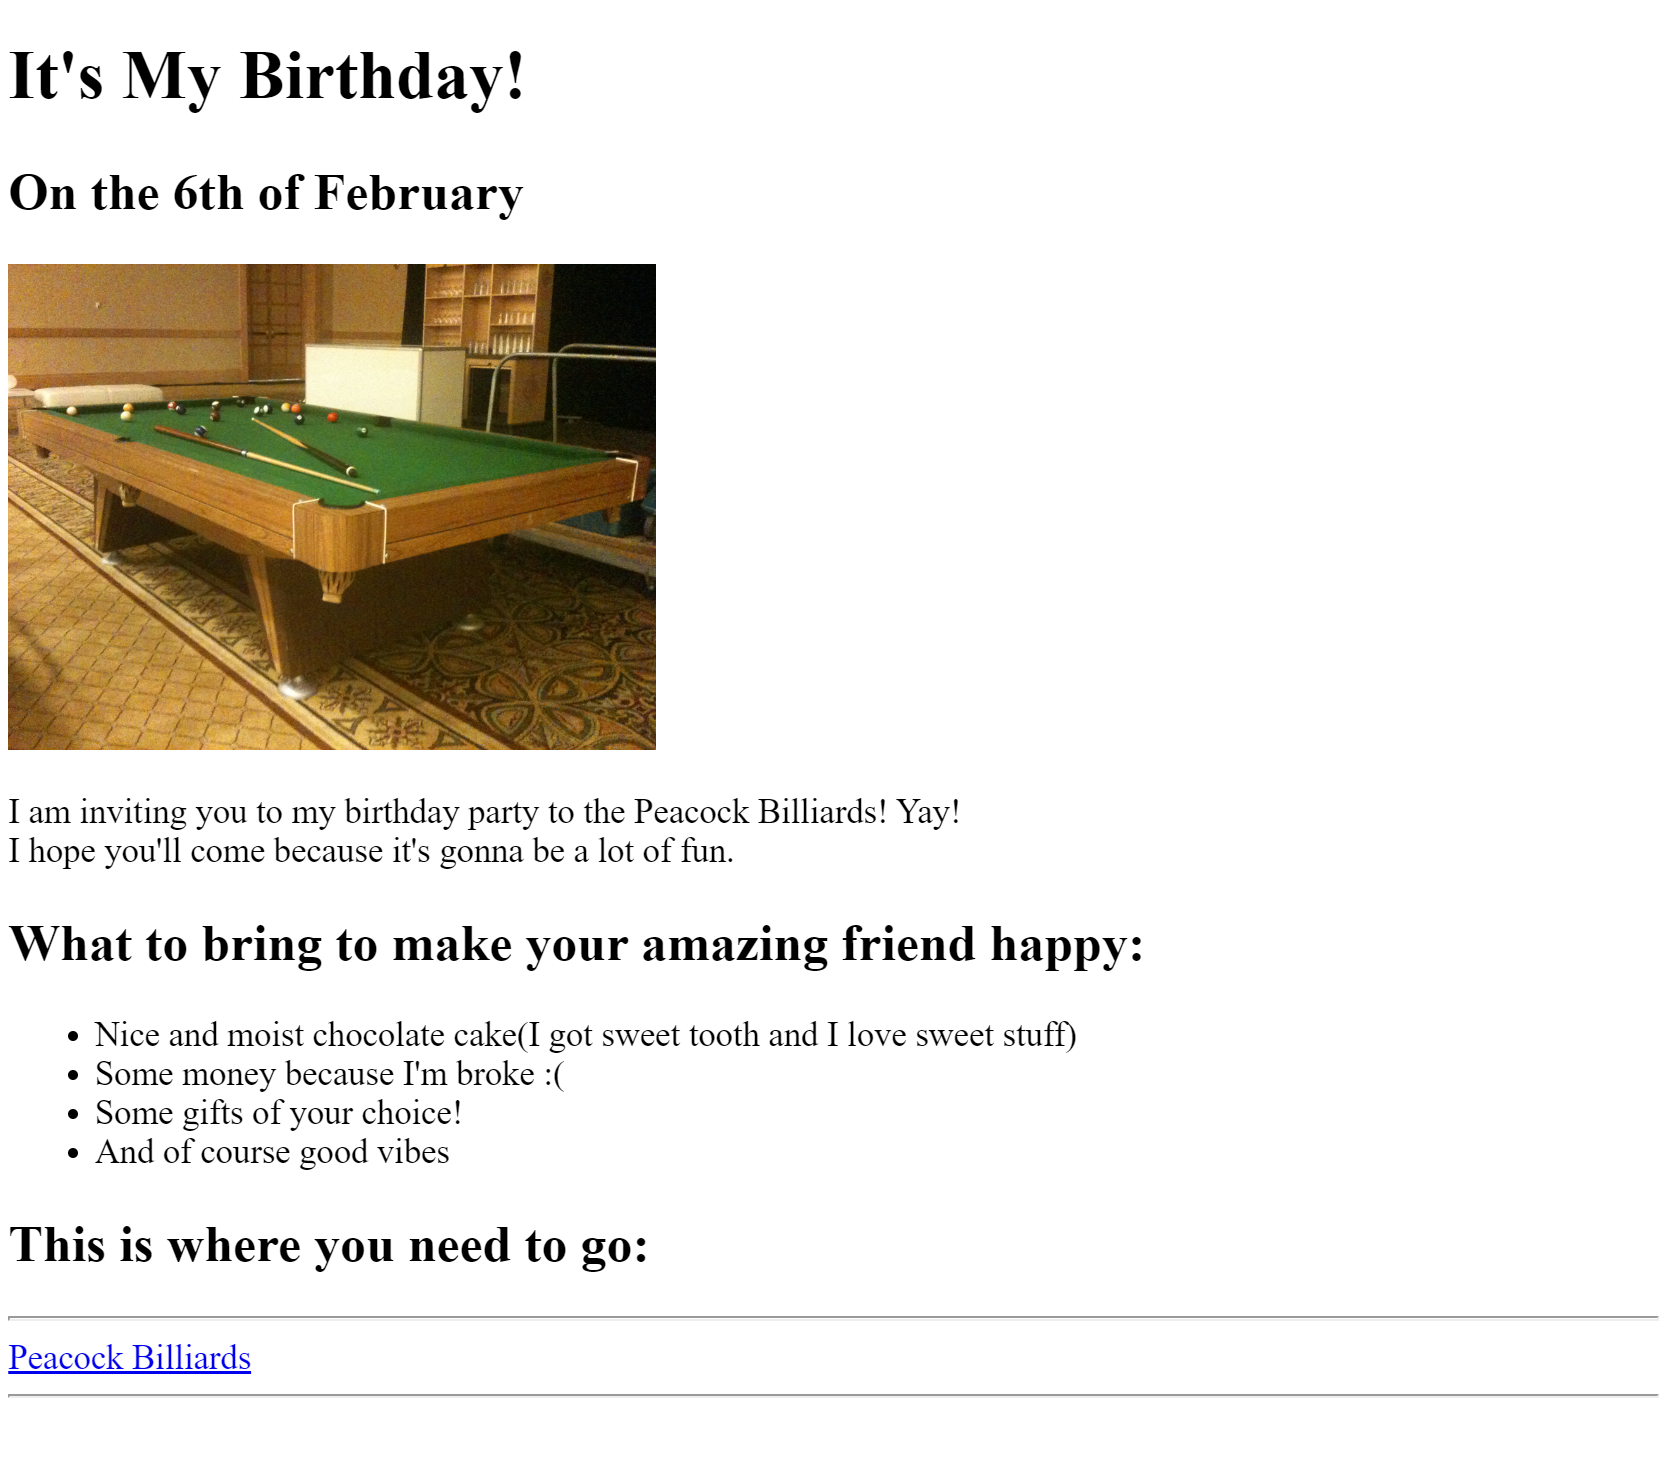 It's My Birthday!
On the 6th of February
I am inviting you to my birthday party to the Peacock Billiards! Yay!
I hope you'll come because it's gonna be a lot of fun.
What to bring to make your amazing friend happy:
Nice and moist chocolate cake(I got sweet tooth and I love sweet stuff)
Some money because I'm broke :(
Some gifts of your choice!
And of course good vibes
This is where you need to go:
Peacock Billiards